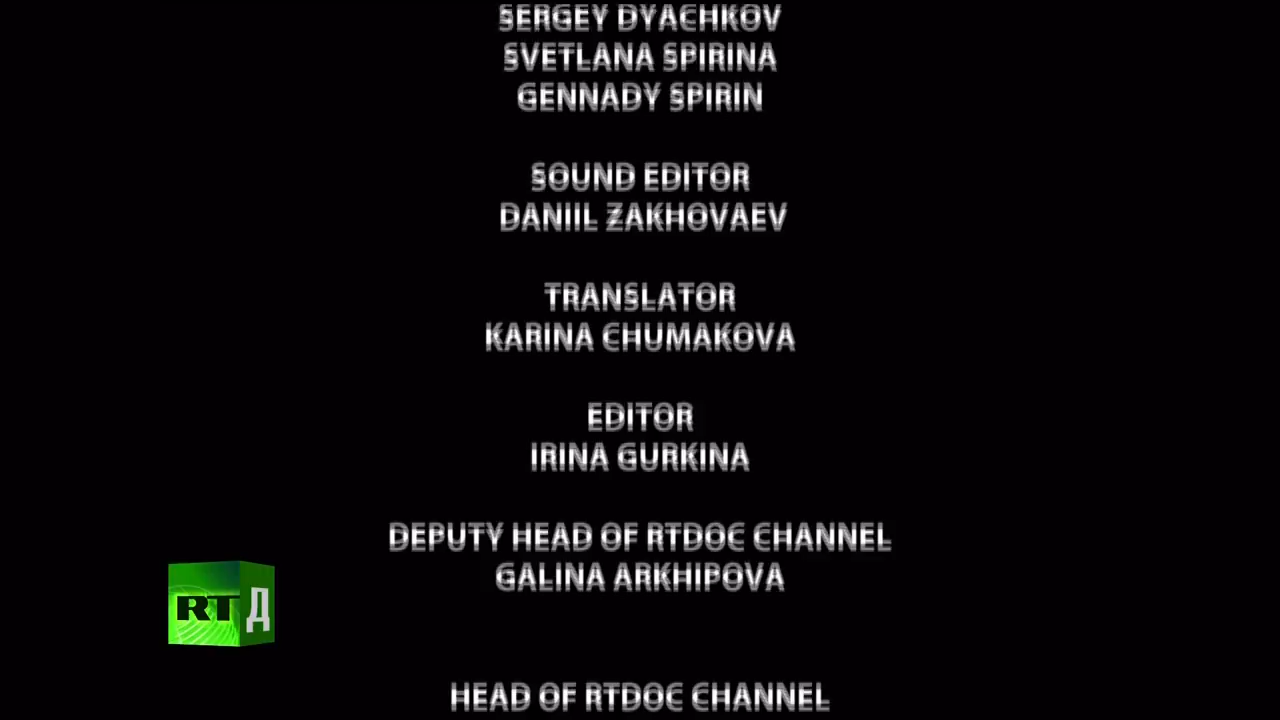 SERGEY DYACHKOV
SVETLANA SPIRINA
GENNADY SPIRIN
SOUND EDITOR
DANIIL ZAKHOVAEV
TRANSLATOR
KARINA CHUMAKOVA
EDITOR
IRINA GURKINA
DEPUTY HEAD OF RTDOC CHANNEL
GALINA ARKHIPOVA
RT Д
HEAD OF RTDOC CHANNEL